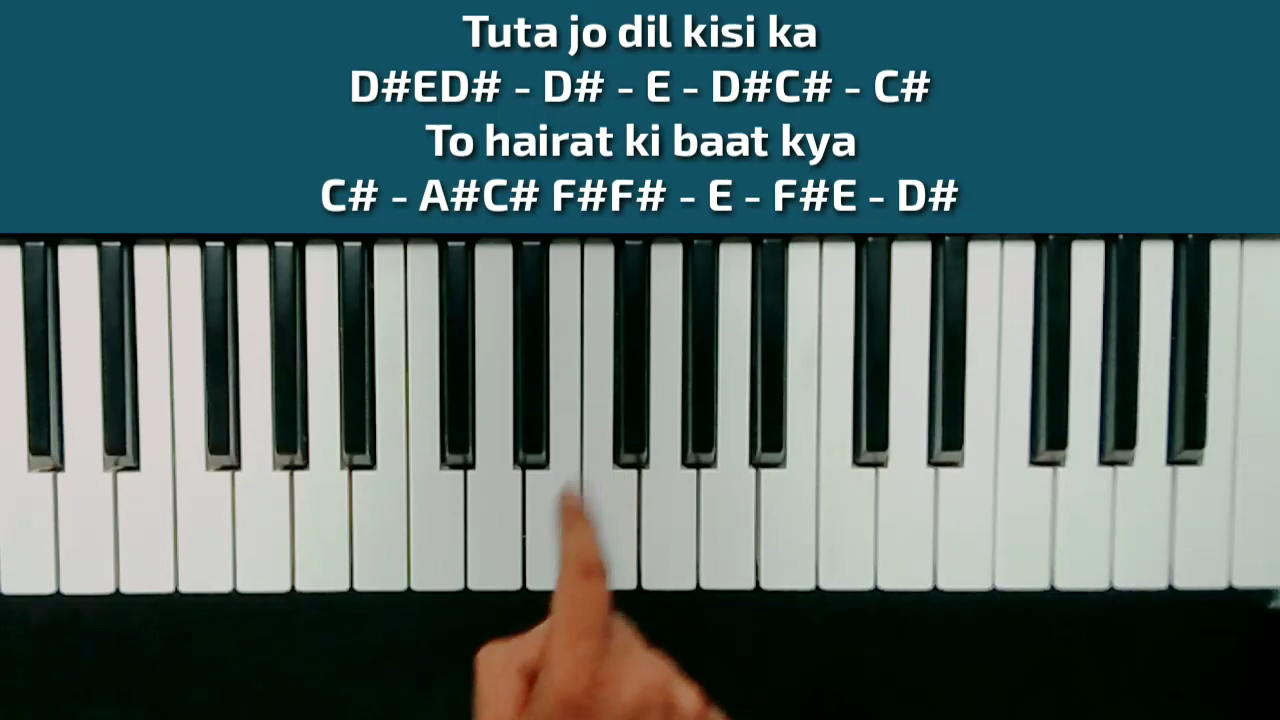 Tuta jo dil kisi ka
D#ED# - D# - E - D#C# - C#
To hairat ki baat kya
C# - A#C# F#F# - E - F#E - D#